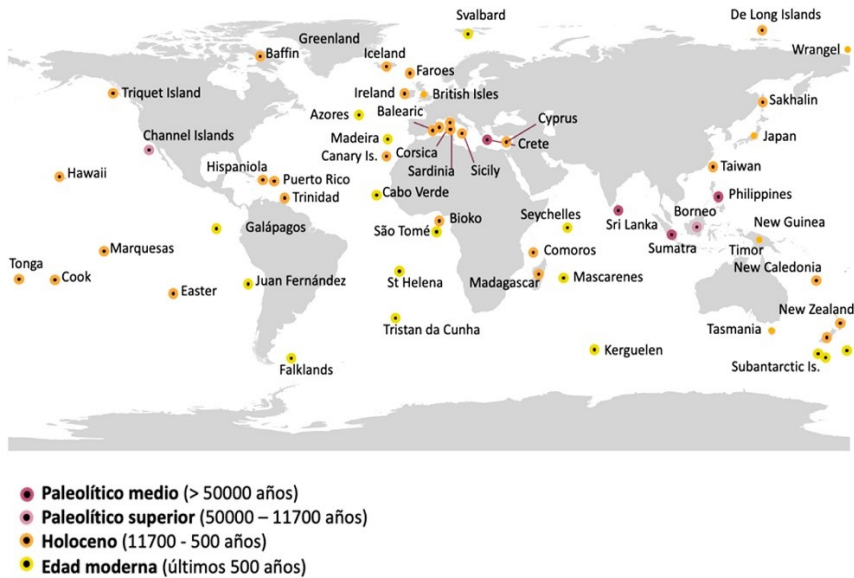 Svalbard
De Long Islands
Greenland
Baffin
Iceland
Wrangel
Faroes
Triquet Island
Ireland
British Isles
Sakhalin
Azores
Balearic
Cyprus
Channel Islands
Madeira
Crete
Japan
Canary Is.
Corsica
Hispaniola
Sardinia
Sicily
Taiwan
Hawaii
Puerto Rico
Trinidad
Cabo Verde
Philippines
Bioko
Seychelles
Sri Lanka
Borneo
Galápagos
São Tomé
New Guinea
Marquesas
Sumatra
Timor
Comoros
Tonga
Cook
Juan Fernández
St Helena
Madagascar
Mascarenes
New Caledonia
Easter
New Zealand
Tristan da Cunha
Tasmania
Kerguelen
Falklands
Subantarctic Is.
Paleolítico medio (> 50000 años)
Paleolítico superior (50000 – 11700 años)
Holoceno (11700 - 500 años)
Edad moderna (últimos 500 años)